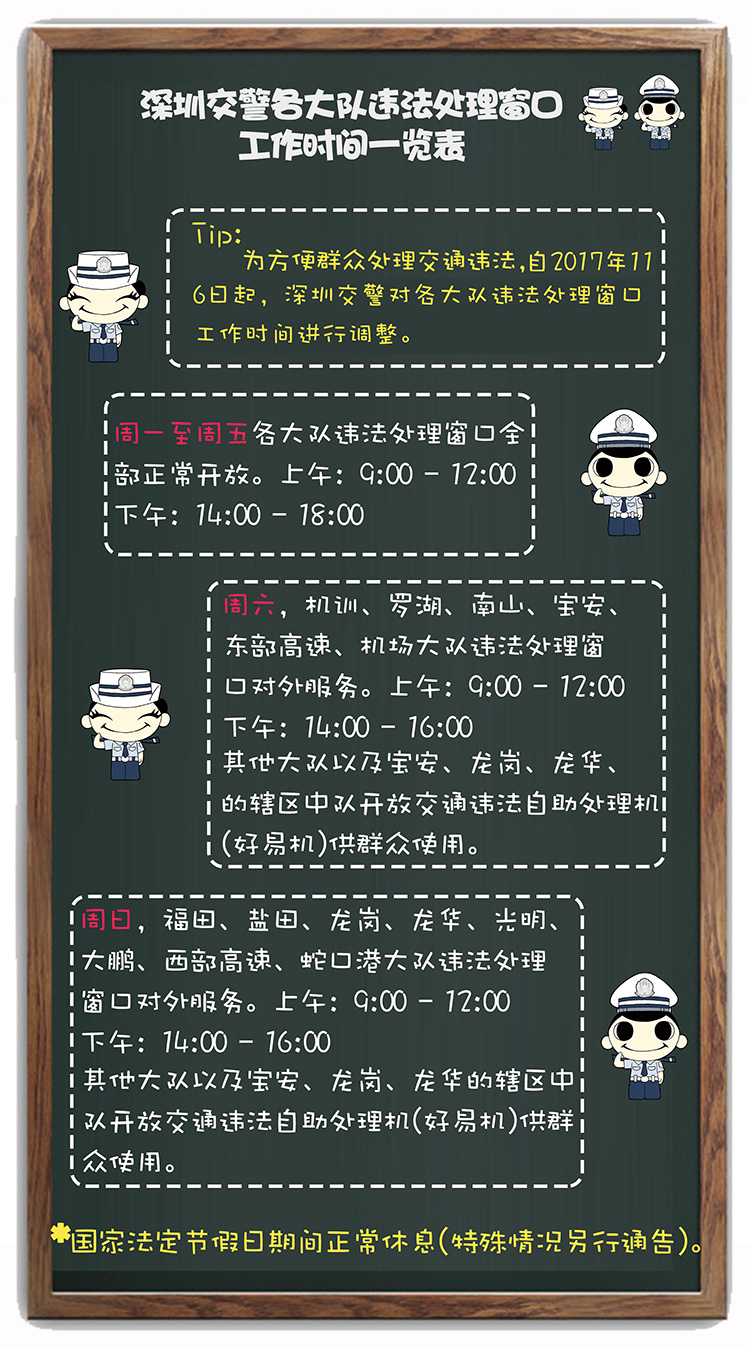 深圳交警各大队违法处理窗口
工作时间一览表
Tip:
为方便群众处理交通违法,自2017年11
6日起，深圳交警对各大队违法处理窗口
工作时间进行调整。
周一至周五各大队违法处理窗口全
部正常开放。上午：9:00 - 12:00
下午：14:00 - 18:00
周六，机训、罗湖、南山、宝安、
东部高速、机场大队违法处理窗
口对外服务。上午：9:00 - 12:00
下午：14:00 - 16:00
其他大队以及宝安、龙岗、龙华、
的辖区中队开放交通违法自助处理机
(好易机)供群众使用。
周日，福田、盐田、龙岗、龙华、光明、
大鹏、西部高速、蛇口港大队违法处理
窗口对外服务。上午：9:00 - 12:00
下午：14:00 - 16:00
其他大队以及宝安、龙岗、龙华的辖区中
队开放交通违法自助处理机(好易机)供群
众使用。
*国家法定节假日期间正常休息(特殊情况另行通告)。